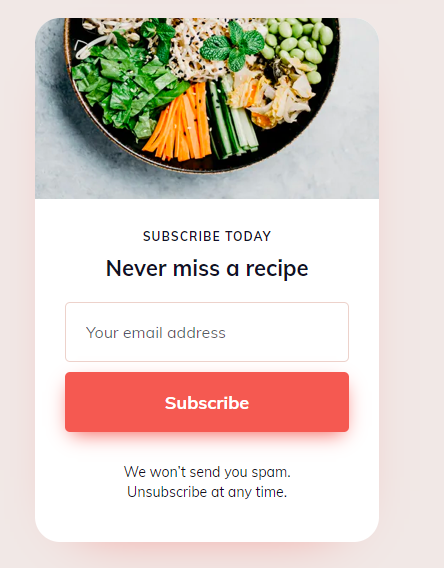 SUBSCRIBE TODAY
Never miss a recipe
Your email address
Subscribe
We won't send you spam.
Unsubscribe at any time.